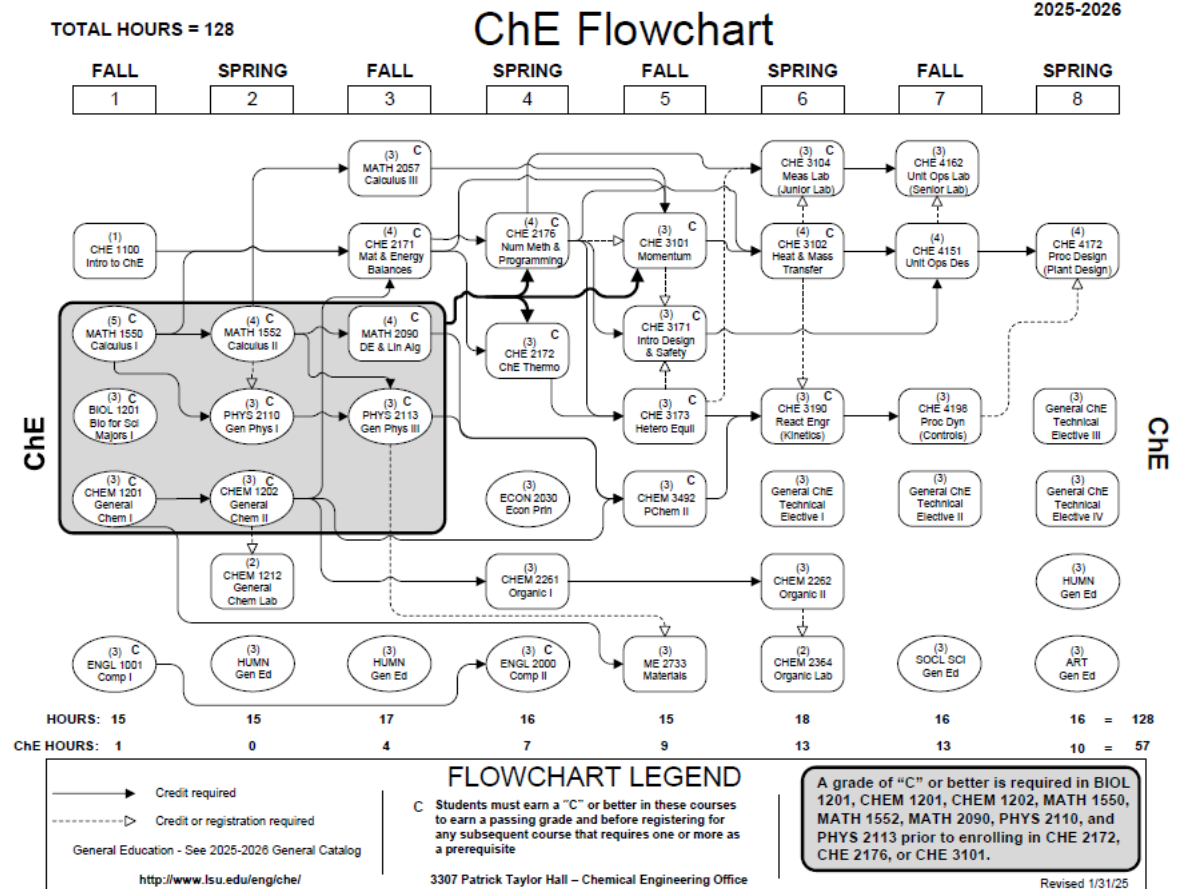 TOTAL HOURS = 128
ChE Flowchart
2025-2026
FALL
SPRING
FALL
SPRING
FALL
SPRING
FALL
SPRING
1
2
3
4
5
6
7
8
(3) C
MATH 2057
Calculus III
(3) C
CHE 3104
Meas Lab
(Junior Lab)
(3)
CHE 4162
Unit Ops Lab
(Senior Lab)
(1)
CHE 1100
Intro to ChE
(4) C
CHE 2171
Mat & Energy
Balances
(4) C
CHE 2176
Num Meth &
Programming
(3) C
CHE 3101
Momentum
(4) C
CHE 3102
Heat & Mass
Transfer
(4)
CHE 4151
Unit Ops Des
(4)
CHE 4172
Proc Design
(Plant Design)
(5) C
MATH 1550
Calculus I
(4) C
MATH 1552
Calculus II
(4) C
MATH 2090
DE & Lin Alg
(3) C
CHE 2172
ChE Thermo
(3) C
CHE 3171
Intro Design
& Safety
(3) C
BIOL 1201
Bio for Sci
Majors I
(3) C
PHYS 2110
Gen Phys I
(3) C
PHYS 2113
Gen Phys III
(3) C
CHE 3173
Hetero Equil
(3) C
CHE 3190
React Engr
(Kinetics)
(3)
CHE 4198
Proc Dyn
(Controls)
(3)
General ChE
Technical
Elective III
ChE
ChE
(3) C
CHEM 1201
General
Chem I
(3) C
CHEM 1202
General
Chem II
(3)
ECON 2030
Econ Prin
(3) C
CHEM 3492
PChem II
(3)
General ChE
Technical
Elective I
(3)
General ChE
Technical
Elective II
(3)
General ChE
Technical
Elective IV
(2)
CHEM 1212
General
Chem Lab
(3)
CHEM 2261
Organic I
(3)
CHEM 2262
Organic II
(3)
HUMN
Gen Ed
(3) C
ENGL 1001
Comp I
(3)
HUMN
Gen Ed
(3)
HUMN
Gen Ed
(3) C
ENGL 2000
Comp II
(3)
ME 2733
Materials
(2)
CHEM 2364
Organic Lab
(3)
SOCL SCI
Gen Ed
(3)
ART
Gen Ed
HOURS: 15 15 17 16 15 18 16 16 = 128
ChE HOURS: 1 0 4 7 9 13 13 10 = 57
FLOWCHART LEGEND
Credit required
Credit or registration required
General Education - See 2025-2026 General Catalog
http://www.lsu.edu/eng/che/
C Students must earn a "C" or better in these courses
to earn a passing grade and before registering for
any subsequent course that requires one or more as
a prerequisite
3307 Patrick Taylor Hall – Chemical Engineering Office
A grade of “C” or better is required in BIOL
1201, CHEM 1201, CHEM 1202, MATH 1550,
MATH 1552, MATH 2090, PHYS 2110, and
PHYS 2113 prior to enrolling in CHE 2172,
CHE 2176, or CHE 3101.
Revised 1/31/25